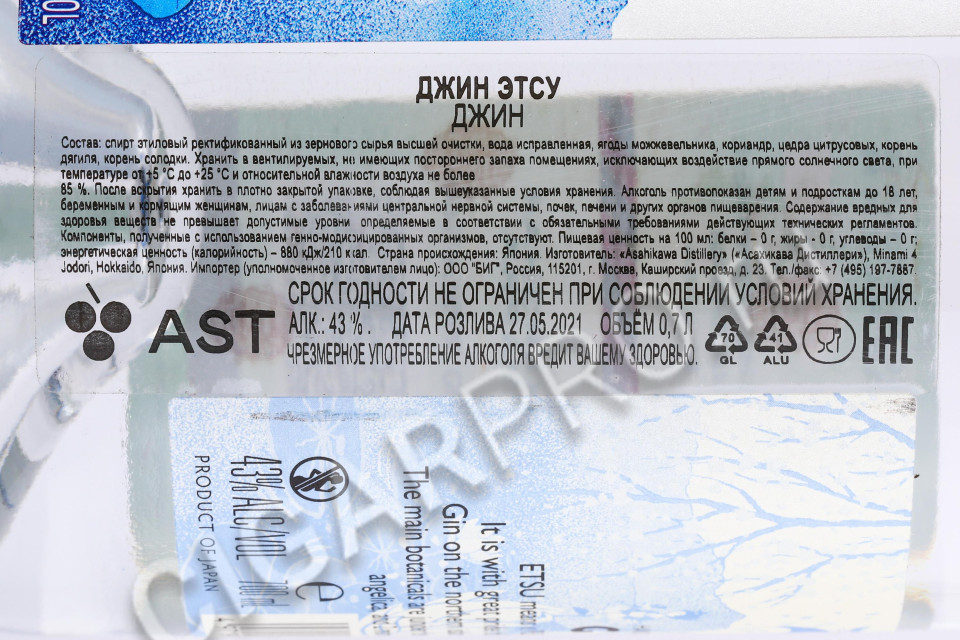 10
ДЖИН ЭТСУ
ДЖИН
Состав: спирт этиловый ректификованный из зернового сырья высшей очистки, вода исправленная, ягоды можжевельника, кориандр, цедра цитрусовых, корень
дягиля, корень солодки. Хранить в вентилируемых, не имеющих постороннего запаха помещениях, исключающих воздействие прямого солнечного света, при
температуре от +5 °С до +25 °С и относительной влажности воздуха не более
85 %. После вскрытия хранить в плотно закрытой упаковке, соблюдая вышеуказанные условия хранения. Алкоголь противопоказан детям и подросткам до 18 лет,
беременным и кормящим женщинам, лицам с заболеваниями центральной нервной системы, почек, печени и других органов пищеварения. Содержание вредных для
здоровья веществ не превышает допустимые уровни определяемые в соответствии с обязательными требованиями действующих технических регламентов.
Компоненты, полученные с использованием генно-модифицированных организмов, отсутствуют. Пищевая ценность на 100 мл: белки – 0 г, жиры - 0 г, углеводы – 0 г;
энергетическая ценность (калорийность) – 880 кДж/210 ккал. Страна происхождения: Япония. Изготовитель: «Asahikawa Distillery» («Асахикава Дистиллери»), Minami 4
Jodori, Hokkaido, Япония. Импортер (уполномоченное изготовителем лицо): ООО "БИГ", Россия, 115201, г. Москва, Каширский проезд, д. 23. Тел./факс: +7 (495) 197-7887.
СРОК ГОДНОСТИ НЕ ОГРАНИЧЕН ПРИ СОБЛЮДЕНИИ УСЛОВИЙ ХРАНЕНИЯ.
AST
АЛК.: 43 %. ДАТА РОЗЛИВА 27.05.2021 ОБЪЁМ 0,7 Л
ЧРЕЗМЕРНОЕ УПОТРЕБЛЕНИЕ АЛКОГОЛЯ ВРЕДИТ ВАШЕМУ ЗДОРОВЬЮ.
70
GL
41
ALU
EAC
CIGARPRO.RU
ETSU
It is with great
Gin on the norther
The main botanicals are
angelica
43% ALC/VOL 700ml e
PRODUCT OF JAPAN